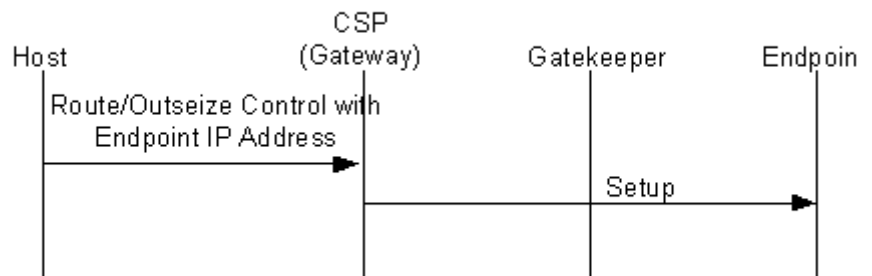 CSP
Host (Gateway) Gatekeeper Endpoin
Route/Outseize Control with
Endpoint IP Address
Setup